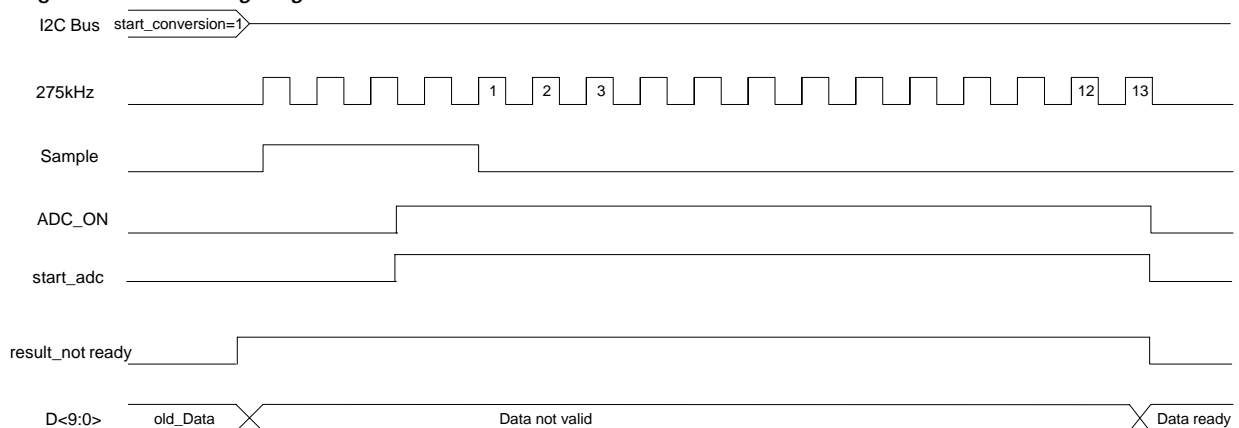 I2C Bus start_conversion=1
275kHz 1 2 3 12 13
Sample
ADC_ON
start_adc
result_not ready
D<9:0> old_Data Data not valid Data ready